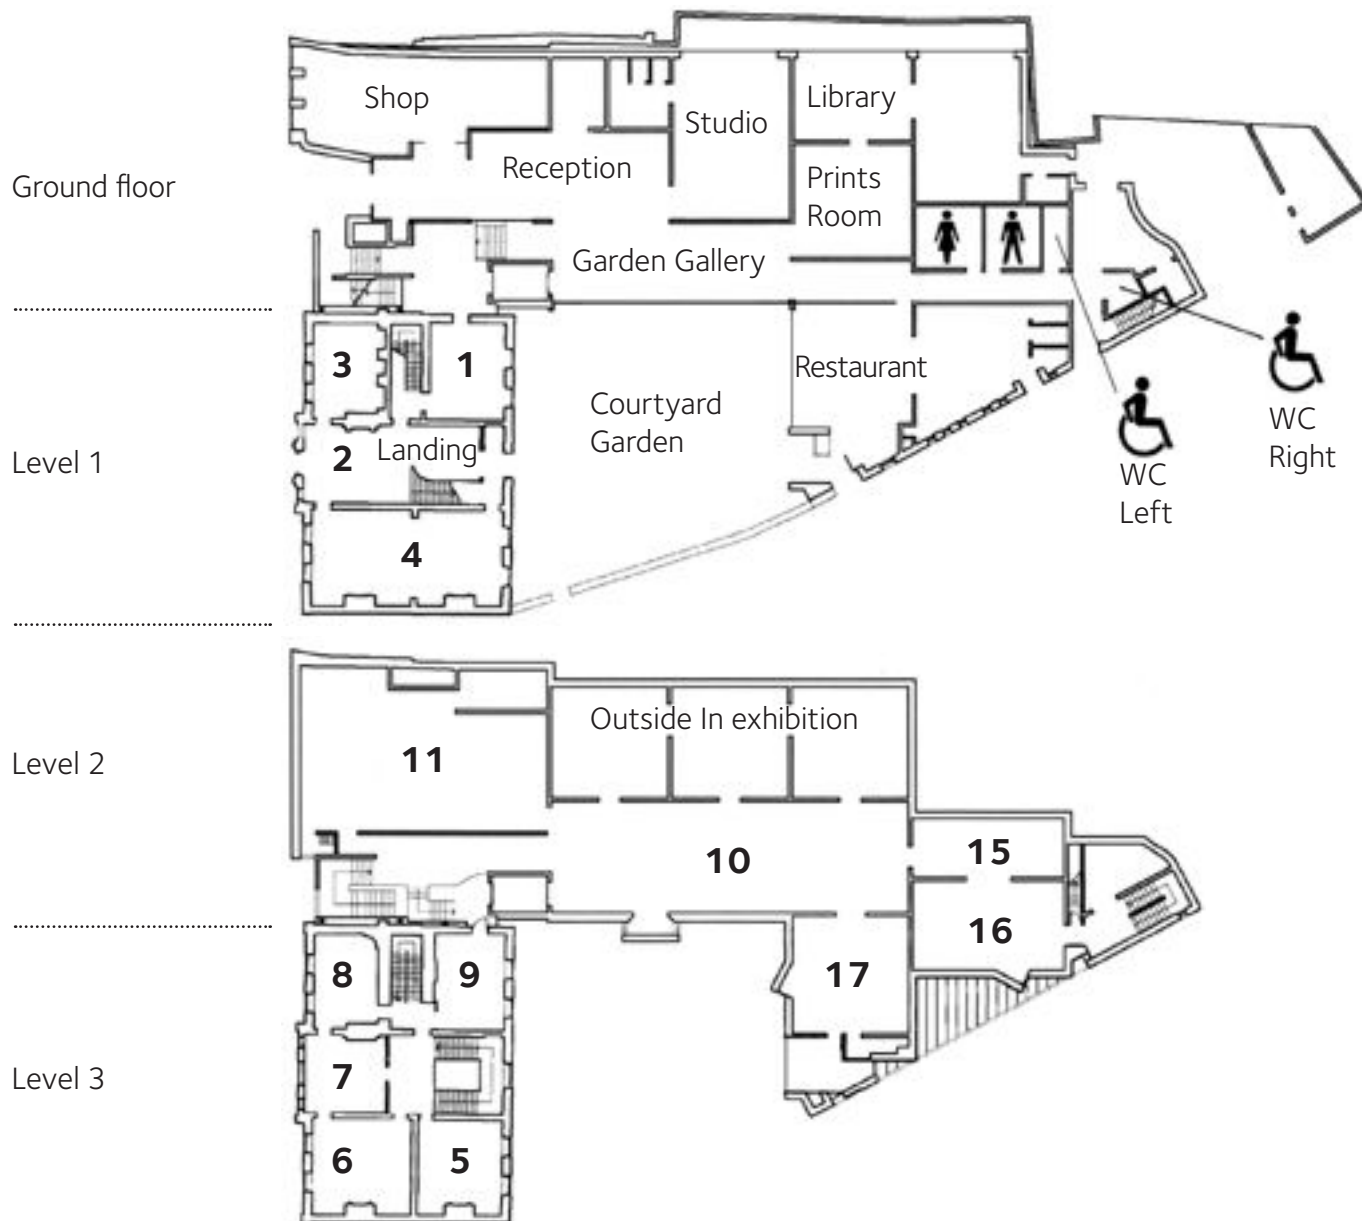 Shop
Library
Studio
Ground floor
Reception
Prints
Room
Garden Gallery
3
1
Restaurant
Courtyard
Garden
WC
Right
Level 1
2
Landing
WC
Left
4
Outside In exhibition
Level 2
11
10
15
16
8
9
17
Level 3
7
6
5